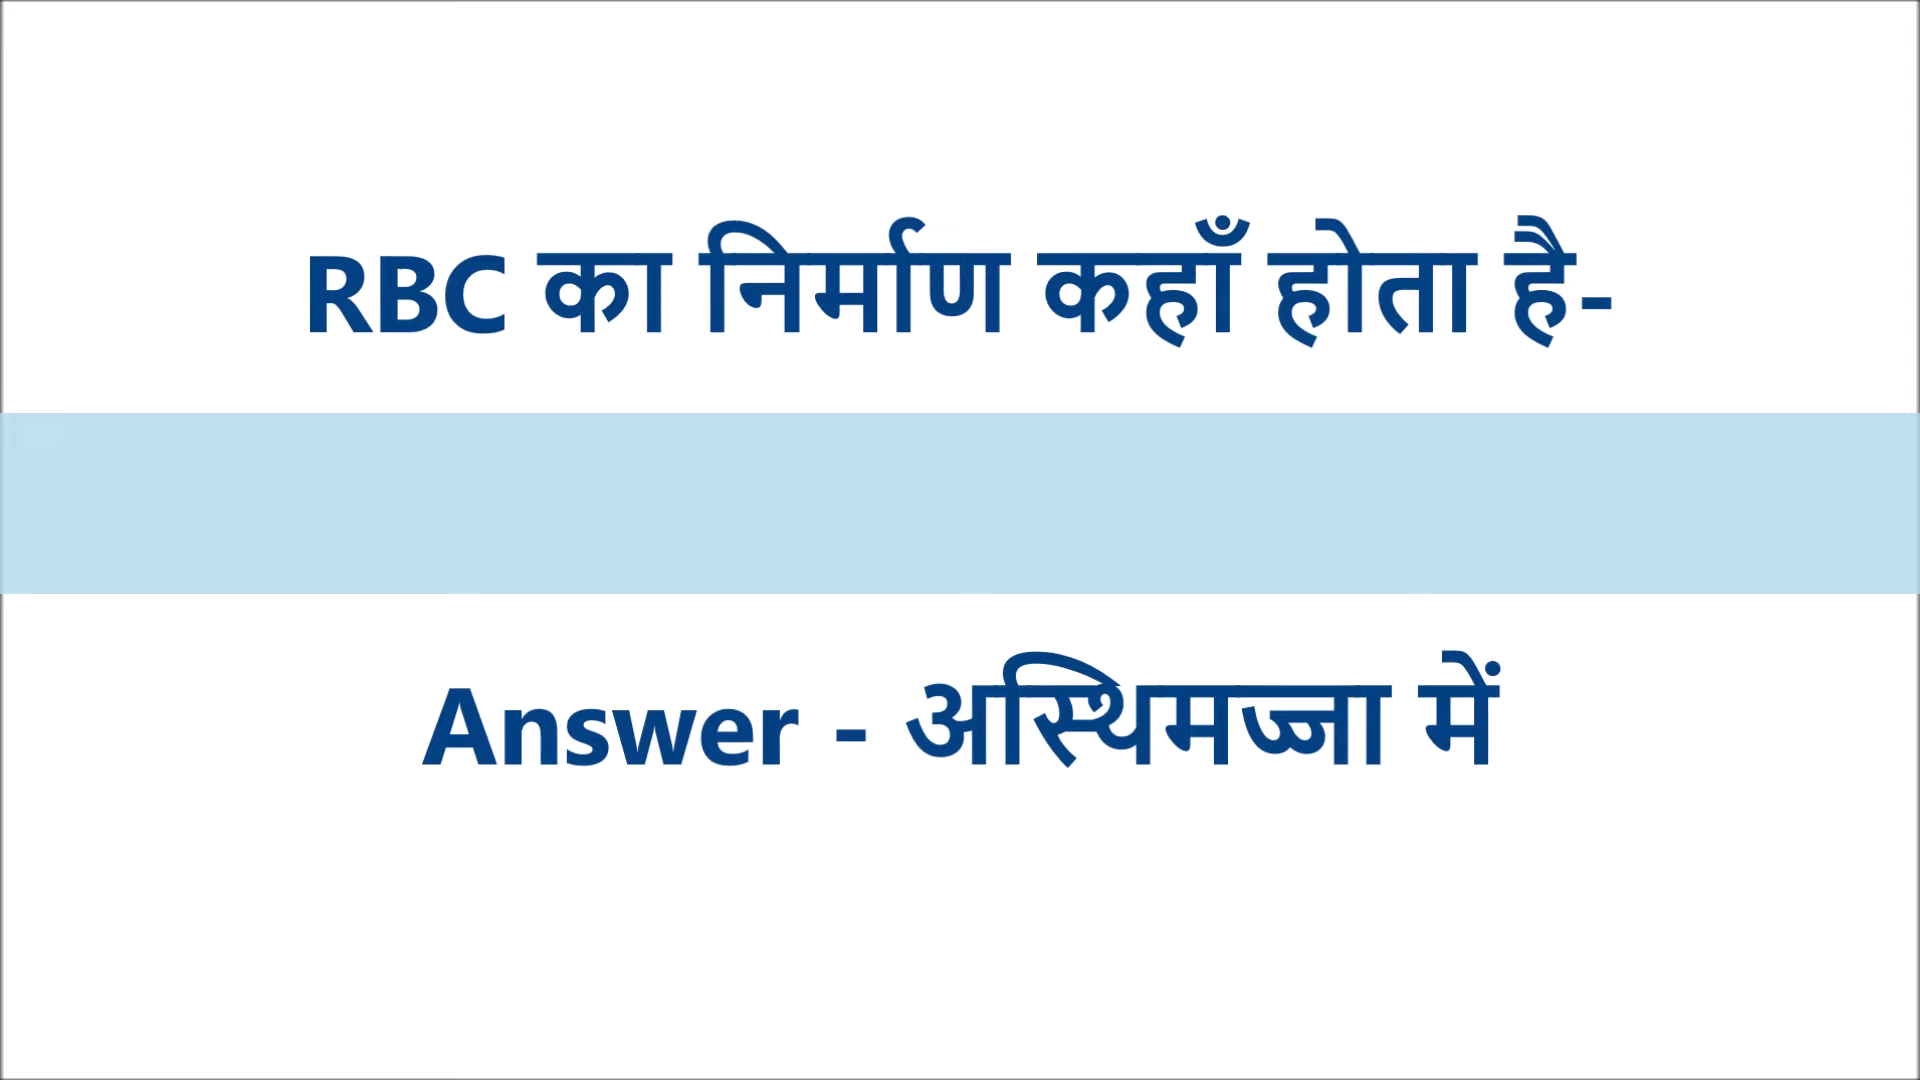 RBC का निर्माण कहाँ होता है-
Answer - अस्थिमज्जा में